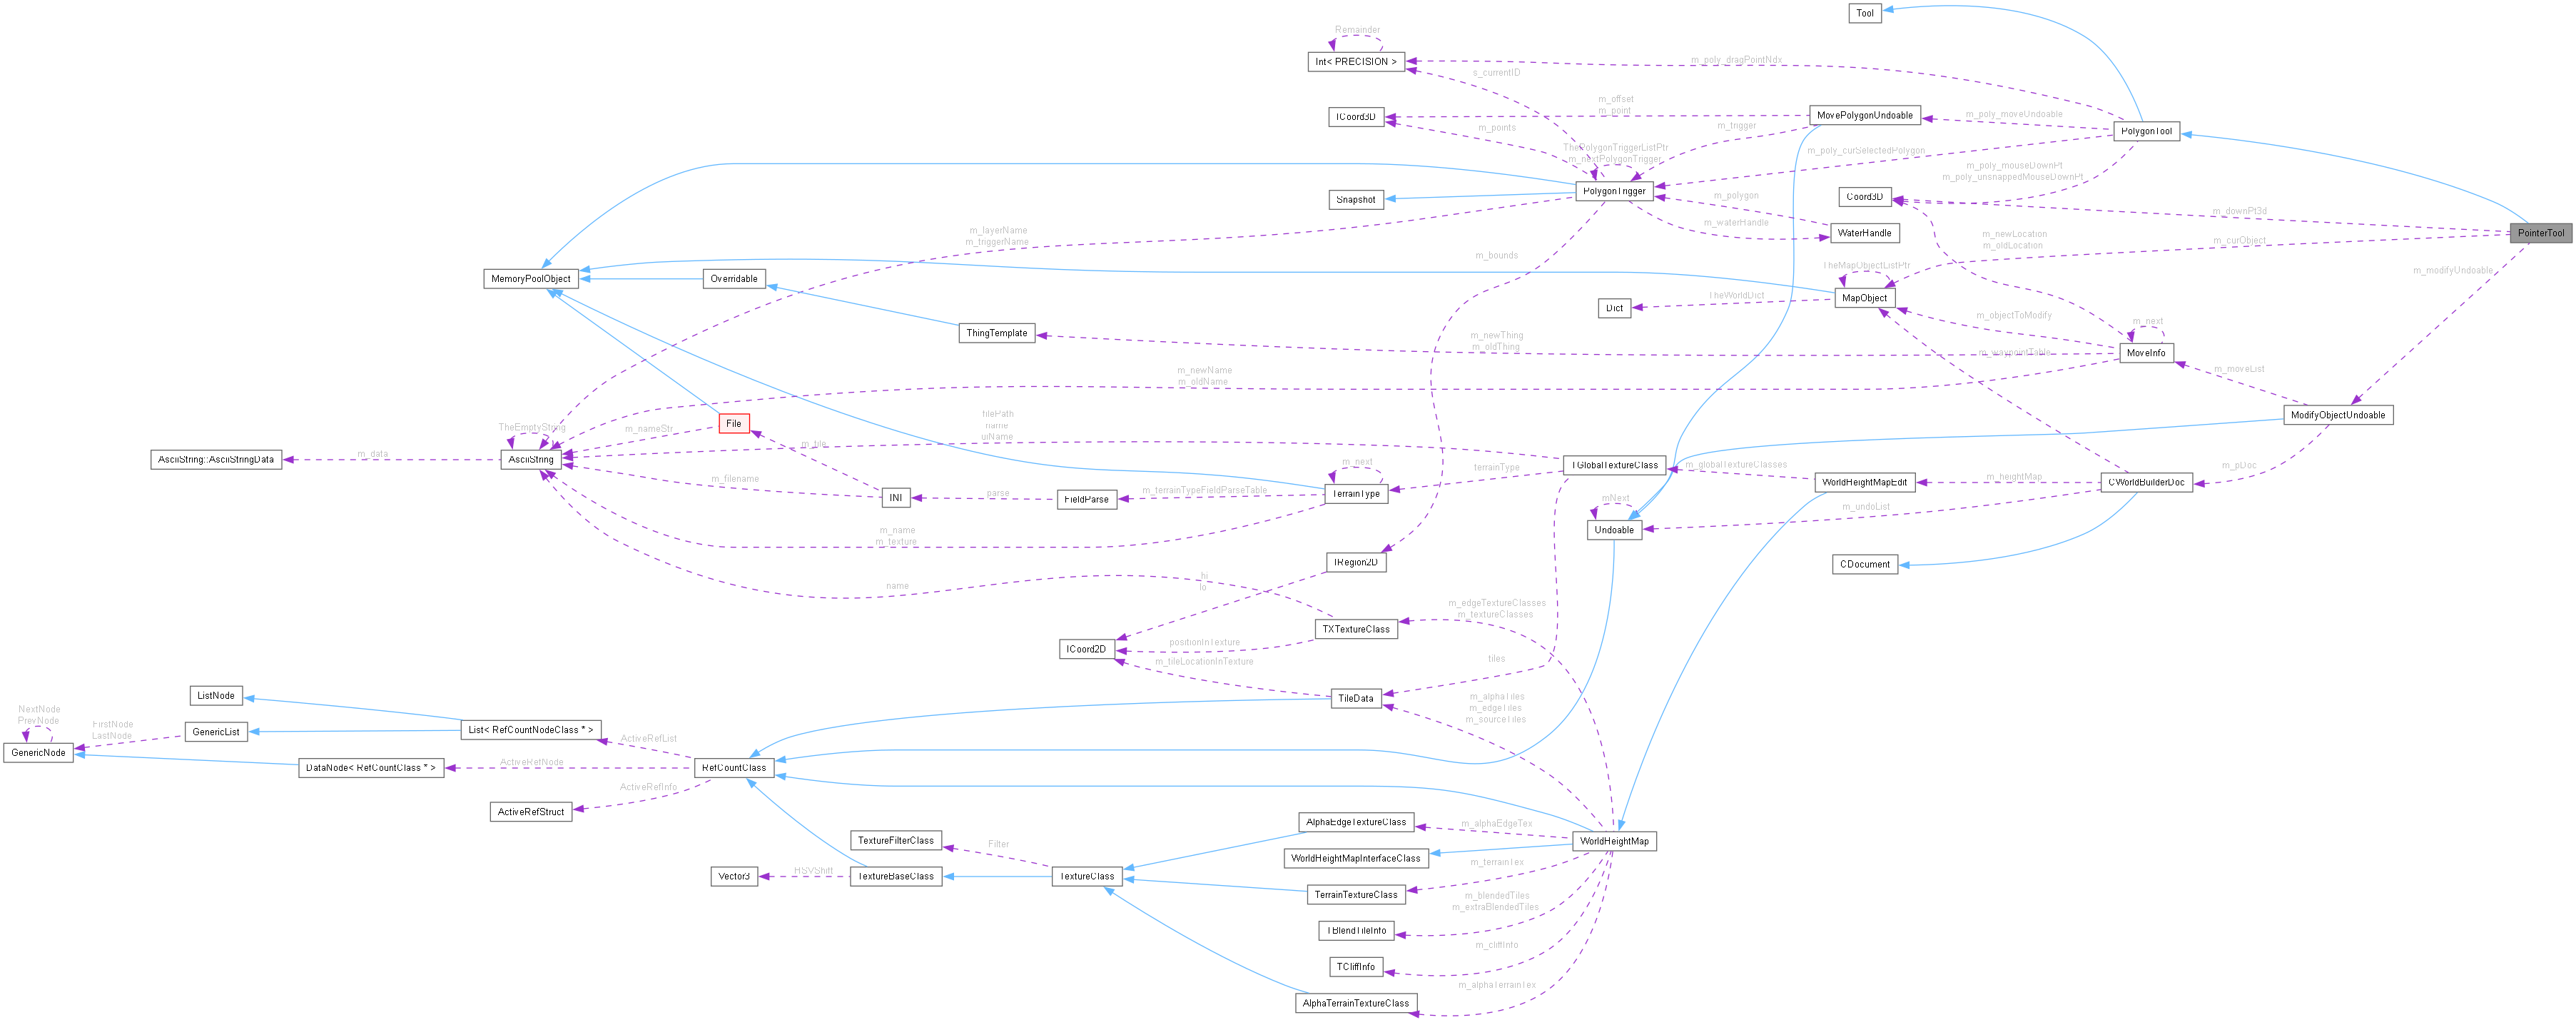 Tool
Remainder
Int< PRECISION >
m_poly_dragPointNdx
s_currentID
m_offset
m_point
ICoord3D
MovePolygonUndoable
m_poly_moveUndoable
PolygonTool
m_points
m_trigger
ThePolygonTriggerListPtr
m_nextPolygonTrigger
m_poly_curSelectedPolygon
m_poly_mouseDownPt
m_poly_unsnappedMouseDownPt
PolygonTrigger
Snapshot
m_polygon
Coord3D
m_downPt3d
m_layerName
m_triggerName
m_waterHandle
WaterHandle
PointerTool
m_newLocation
m_oldLocation
m_curObject
m_bounds
MemoryPoolObject
Overridable
TheMapObjectListPtr
m_modifyUndoable
MapObject
TheWorldDict
Dict
m_objectToModify
m_next
ThingTemplate
m_newThing
m_oldThing
m_waypointTable
MoveInfo
m_newName
m_oldName
m_moveList
filePath
name
uiName
ModifyObjectUndoable
File
TheEmptyString
m_nameStr
m_file
m_data
AsciiString::AsciiStringData
AsciiString
m_next
terrainType
TGlobalTextureClass
m_globalTextureClasses
m_pDoc
m_filename
INI
parse
FieldParse
m_terrainTypeFieldParseTable
TerrainType
WorldHeightMapEdit
m_heightMap
CWorldBuilderDoc
mNext
m_undoList
Undoable
m_name
m_texture
IRegion2D
CDocument
name
hi
lo
m_edgeTextureClasses
m_textureClasses
TXTextureClass
positionInTexture
ICoord2D
m_tileLocationInTexture
tiles
TileData
m_alphaTiles
m_edgeTiles
m_sourceTiles
ListNode
NextNode
PrevNode
FirstNode
LastNode
GenericList
List< RefCountNodeClass * >
ActiveRefList
GenericNode
DataNode< RefCountClass * >
ActiveRefNode
RefCountClass
ActiveRefInfo
ActiveRefStruct
AlphaEdgeTextureClass
m_alphaEdgeTex
TextureFilterClass
Filter
WorldHeightMap
WorldHeightMapInterfaceClass
Vector3
HSVShift
TextureBaseClass
TextureClass
m_terrainTex
TerrainTextureClass
m_blendedTiles
m_extraBlendedTiles
TBlendTileInfo
m_cliffInfo
TCliffInfo
m_alphaTerrainTex
AlphaTerrainTextureClass